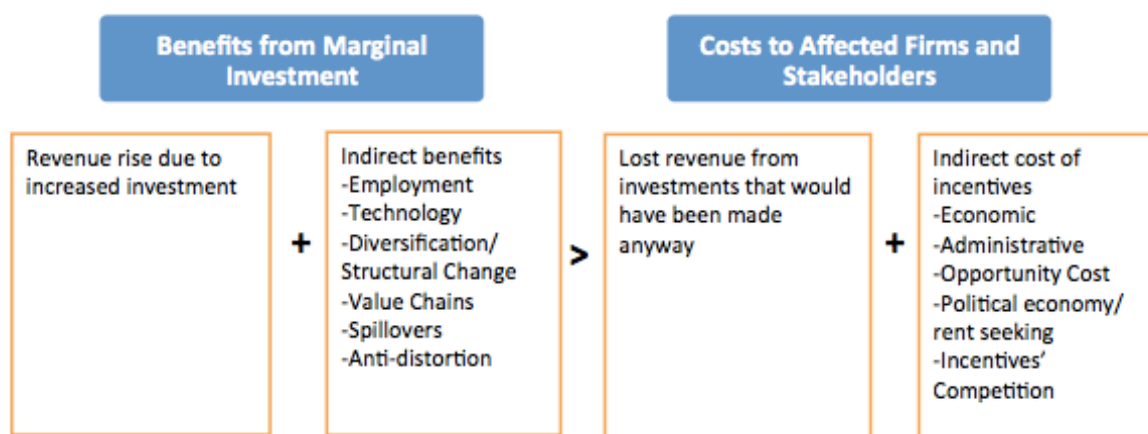 Benefits from Marginal
Investment
Costs to Affected Firms and
Stakeholders
Revenue rise due to
increased investment
+
Indirect benefits
-Employment
-Technology
-Diversification/
Structural Change
-Value Chains
-Spillovers
-Anti-distortion
>
Lost revenue from
investments that would
have been made
anyway
+
Indirect cost of
incentives
-Economic
-Administrative
-Opportunity Cost
-Political economy/
rent seeking
-Incentives’
Competition